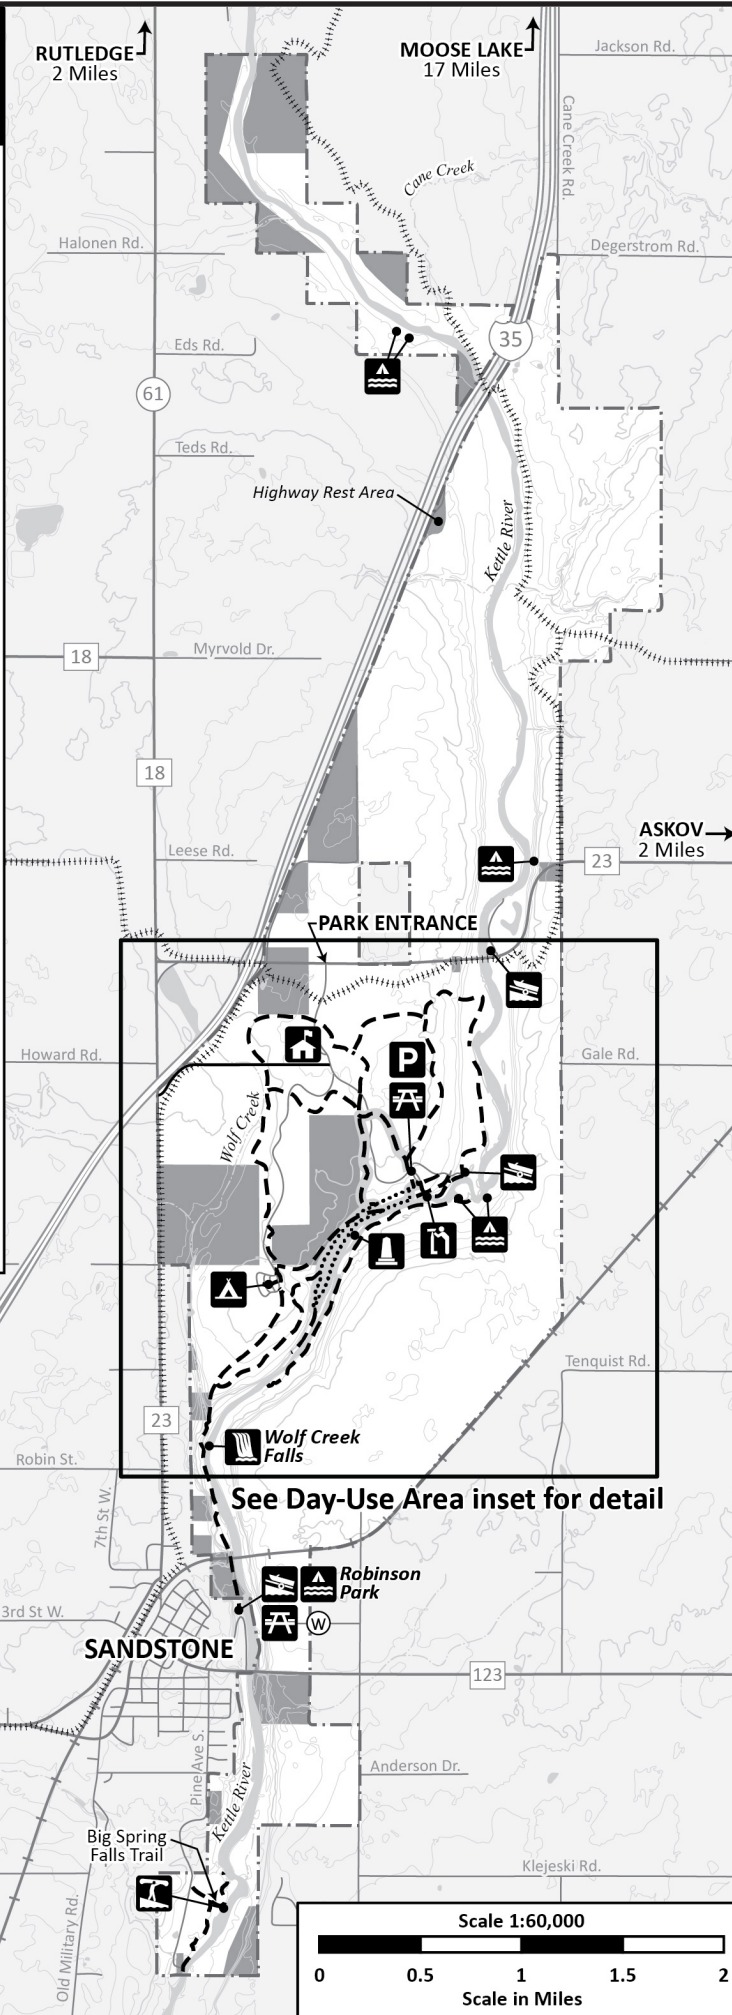 RUTLEDGE
2 Miles
MOOSE LAKE
17 Miles
Jackson Rd.
Cane Creek Rd.
Cane Creek
Halonen Rd.
Degerstrom Rd.
35
Eds Rd.
61
Teds Rd.
Highway Rest Area
Kettle River
18
Myrvold Dr.
18
ASKOV
2 Miles
Leese Rd.
23
PARK ENTRANCE
Howard Rd.
P
Gale Rd.
Wolf Creek
Tenquist Rd.
23
Wolf Creek
Falls
Robin St.
See Day-Use Area inset for detail
7th St W.
Robinson
Park
3rd St W.
W
SANDSTONE
123
Pine Ave S.
Anderson Dr.
Kettle River
Big Spring
Falls Trail
Klejeski Rd.
Old Military Rd.
Scale 1:60,000
0 0.5 1 1.5 2
Scale in Miles